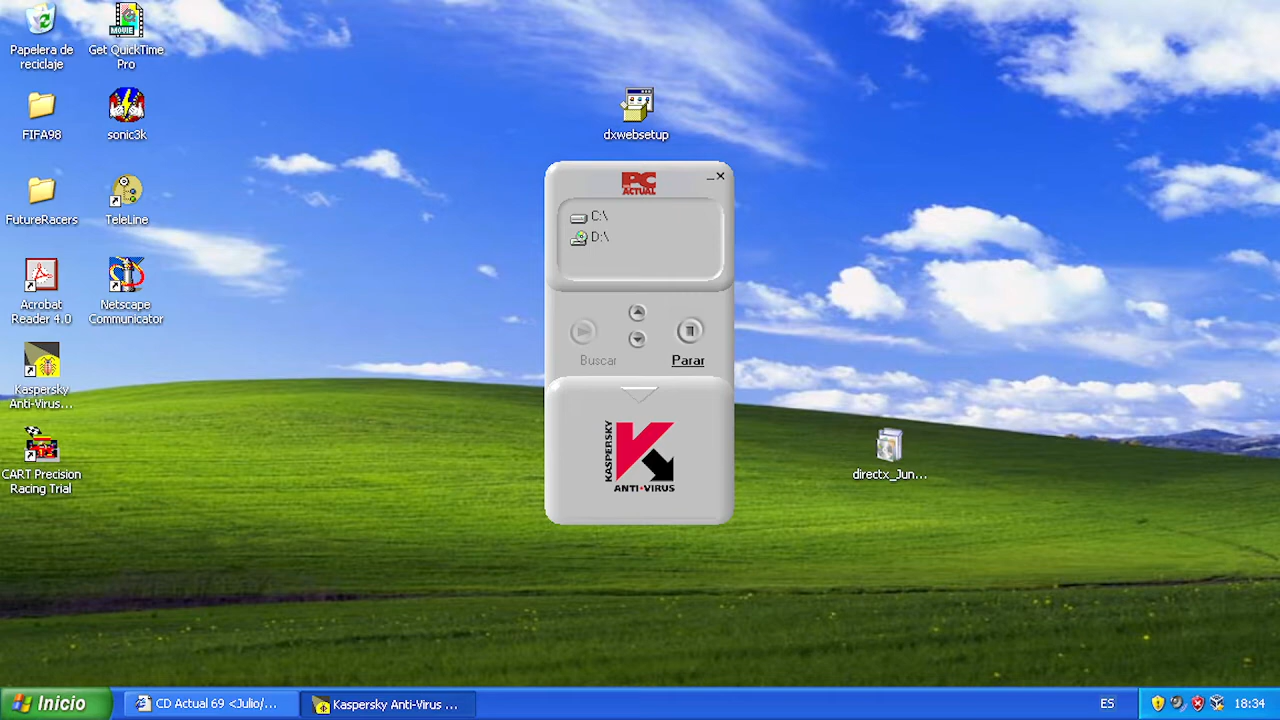 Papelera de
reciclaje
Get QuickTime
Pro
MOVIE
FIFA98
sonic3k
FutureRacers
TeleLine
Acrobat
Reader 4.0
Netscape
Communicator
Kaspersky
Anti-Virus...
CART Precision
Racing Trial
dxwebsetup
PC
ACTUAL
C:\
D:\
Buscar
Parar
KASPERSKY
ANTI•VIRUS
directx_Jun...
Inicio
CD Actual 69 <Julio/...
Kaspersky Anti-Virus ...
ES
18:34